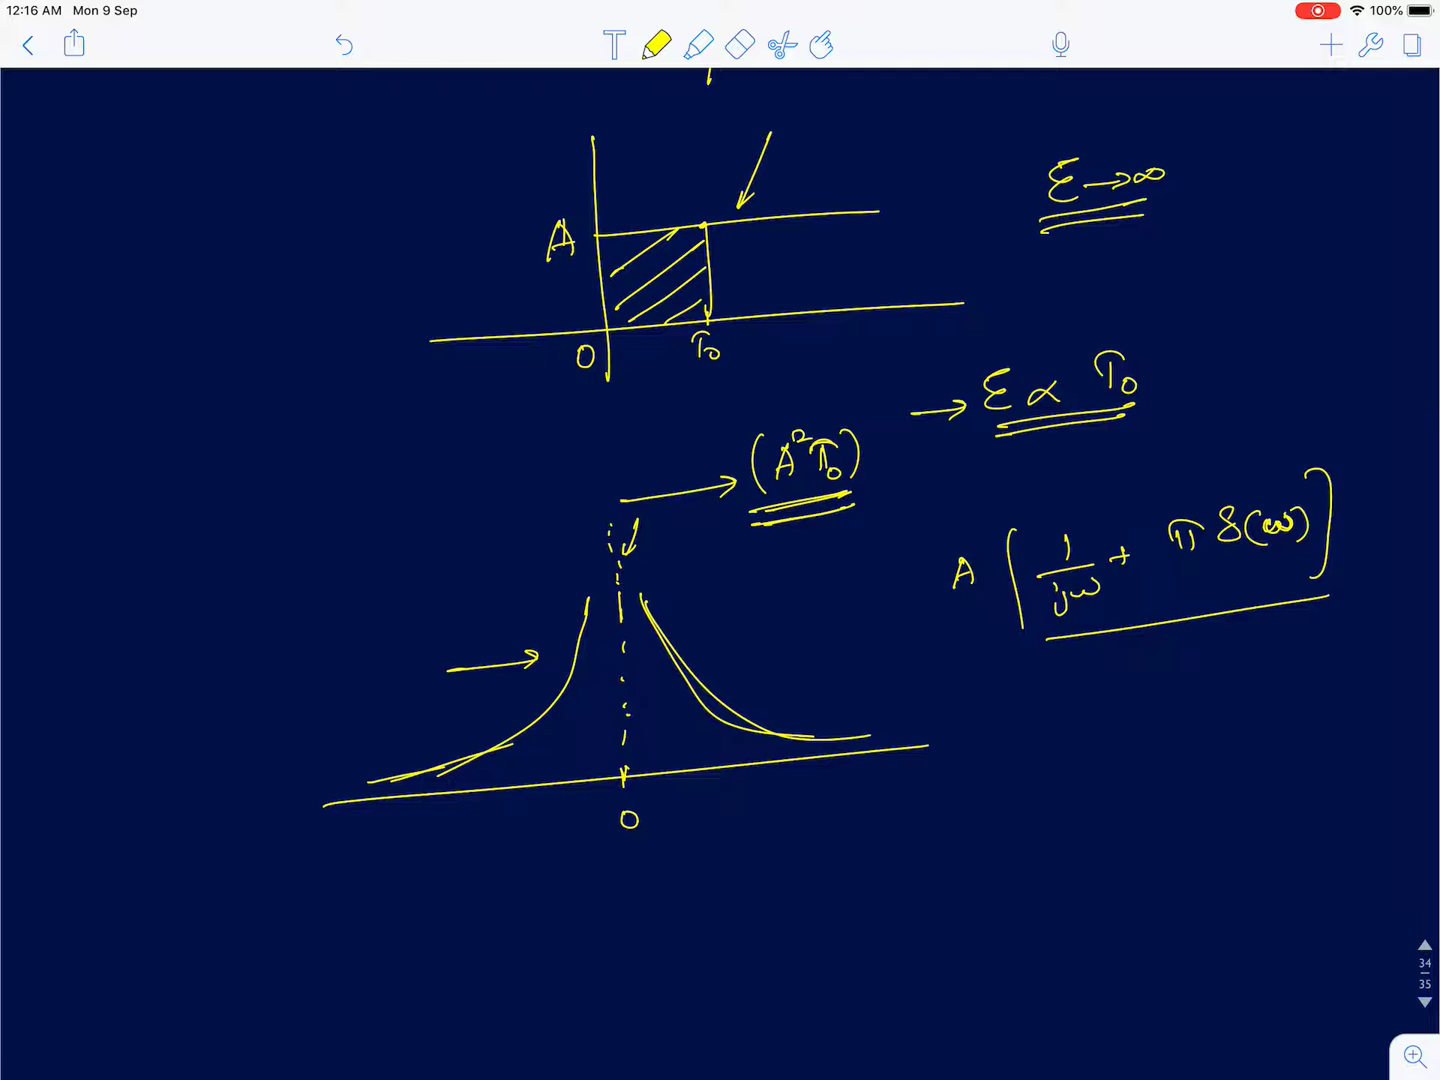 12:16 AM Mon 9 Sep
100%
T
ε → ∞
A
0
T₀
→ ε ∝ T₀
(A²T₀)
A [ 1/jω + π δ(ω) ]
0
34
35